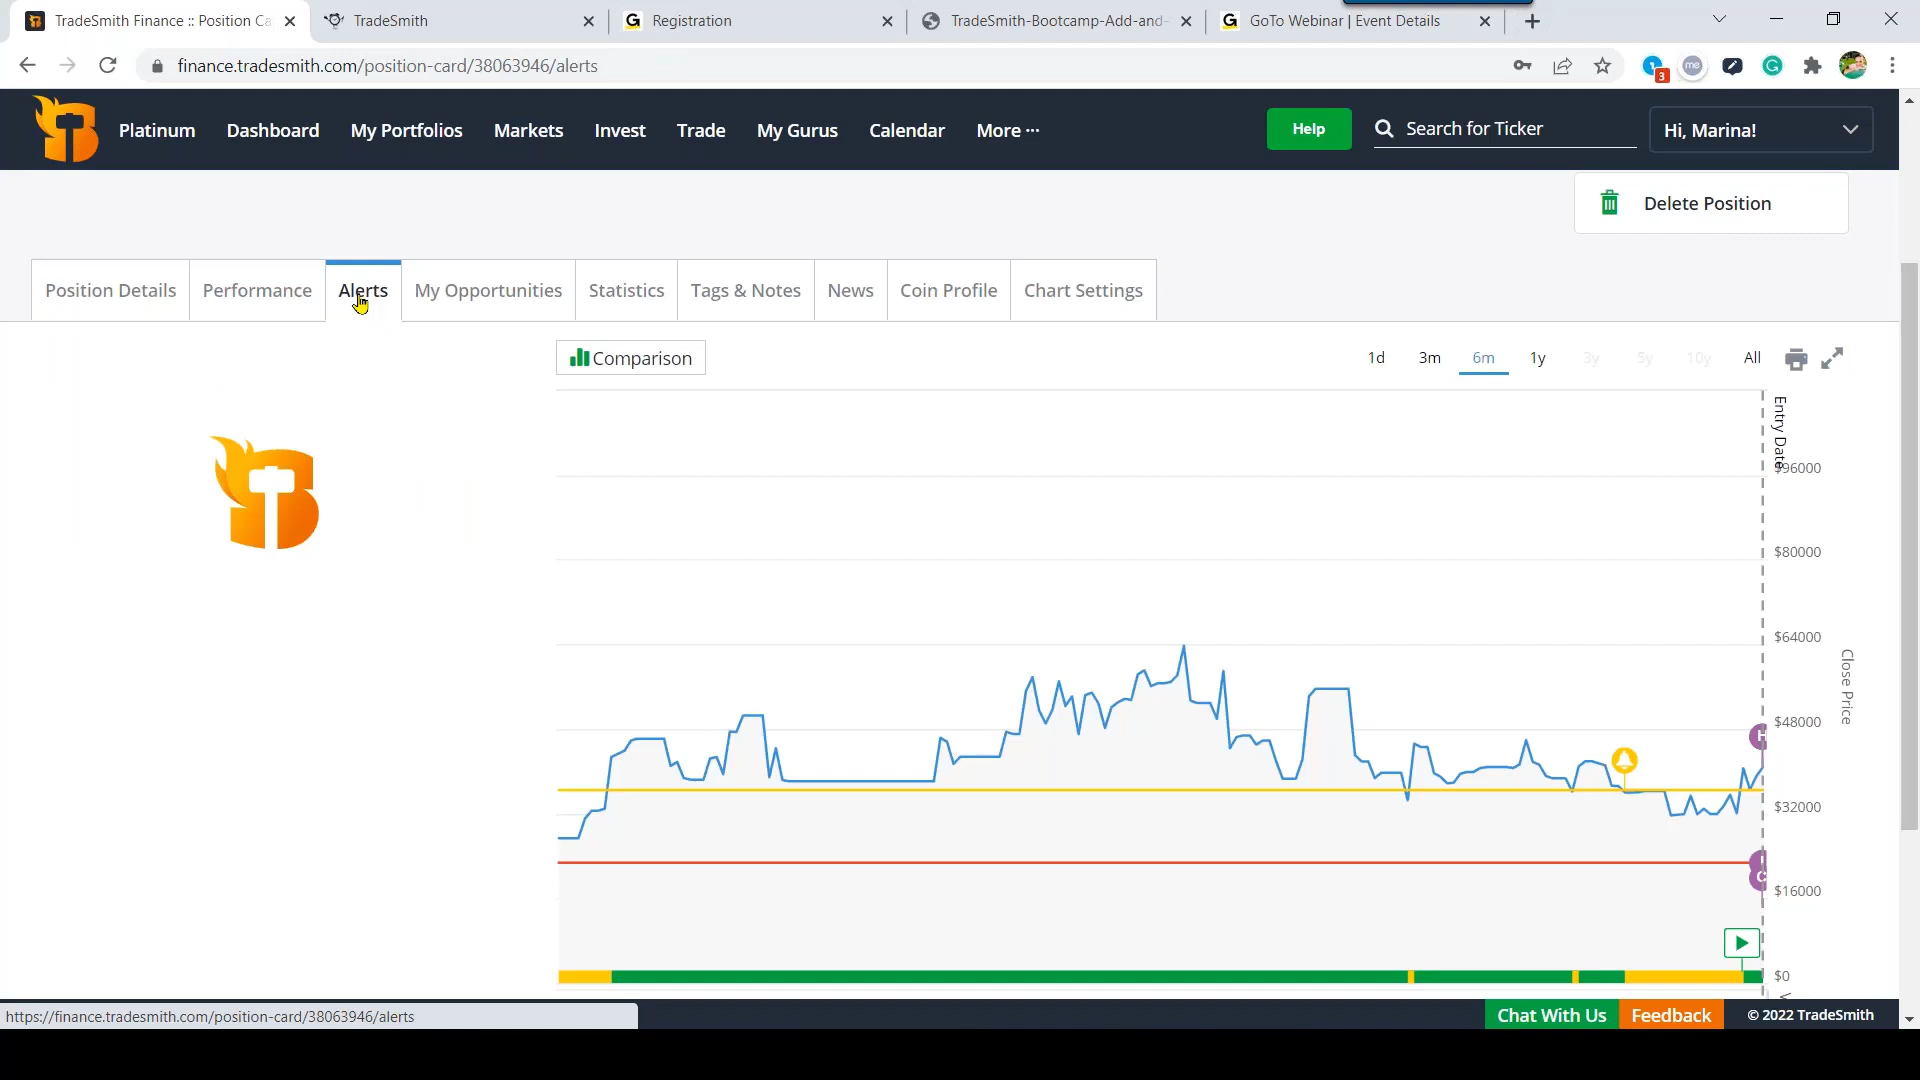 TradeSmith Finance :: Position Ca
TradeSmith
Registration
TradeSmith-Bootcamp-Add-and-
GoTo Webinar | Event Details
finance.tradesmith.com/position-card/38063946/alerts
3
me
Platinum
Dashboard
My Portfolios
Markets
Invest
Trade
My Gurus
Calendar
More ···
Help
Search for Ticker
Hi, Marina!
Delete Position
Position Details
Performance
Alerts
My Opportunities
Statistics
Tags & Notes
News
Coin Profile
Chart Settings
Comparison
1d
3m
6m
1y
3y
5y
10y
All
Entry Date
$96000
$80000
$64000
Close Price
$48000
H
$32000
C
$16000
$0
https://finance.tradesmith.com/position-card/38063946/alerts
Chat With Us
Feedback
© 2022 TradeSmith